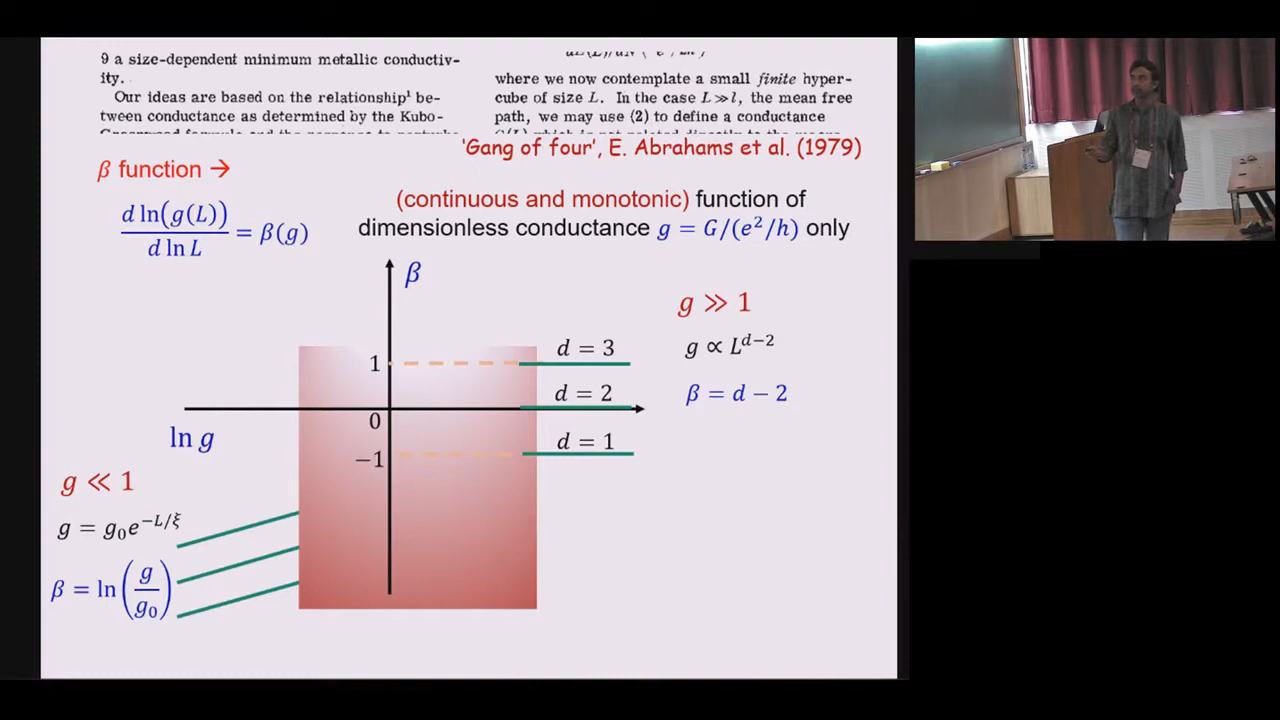 9 a size-dependent minimum metallic conductiv-
ity.
Our ideas are based on the relationship¹ be-
tween conductance as determined by the Kubo-
where we now contemplate a small finite hyper-
cube of size L. In the case L≫l, the mean free
path, we may use (2) to define a conductance
'Gang of four', E. Abrahams et al. (1979)
β function →
d ln(g(L))/d ln L = β(g)
(continuous and monotonic) function of
dimensionless conductance g = G/(e²/h) only
β
g ≫ 1
g ∝ L^{d−2}
β = d − 2
d = 3
1
d = 2
0
d = 1
−1
ln g
g ≪ 1
g = g₀e^{−L/ξ}
β = ln(g/g₀)